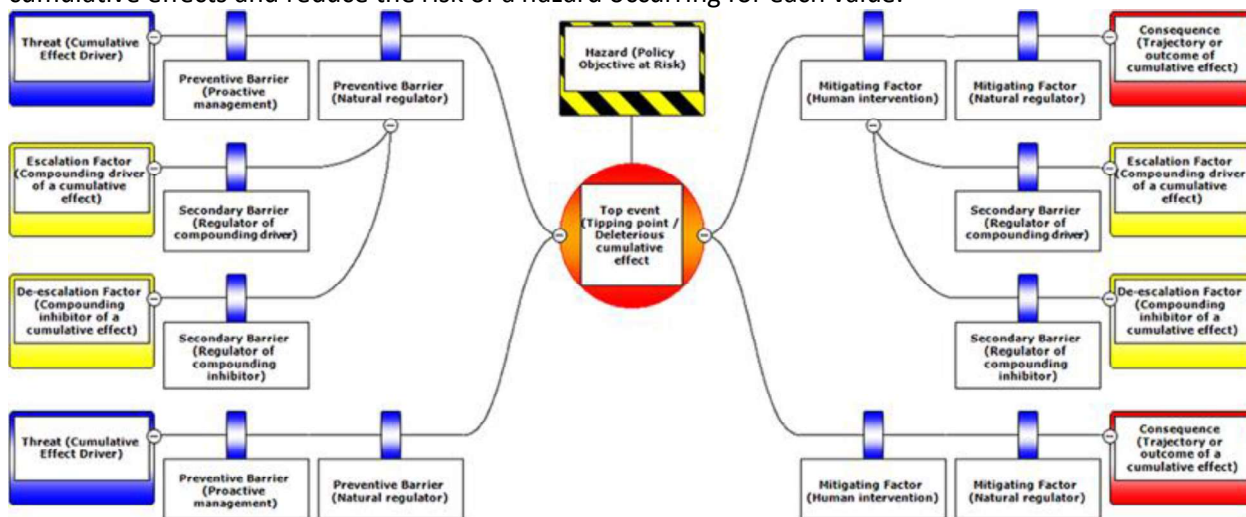 cumulative effects and reduce the risk of a hazard occurring for each value.
Threat (Cumulative
Effect Driver)
Preventive Barrier
(Proactive
management)
Preventive Barrier
(Natural regulator)
Hazard (Policy
Objective at Risk)
Mitigating Factor
(Human intervention)
Mitigating Factor
(Natural regulator)
Consequence
(Trajectory or
outcome of
cumulative effect)
Escalation Factor
(Compounding driver
of a cumulative
effect)
Secondary Barrier
(Regulator of
compounding driver)
Top event
(Tipping point /
Deleterious
cumulative
effect
Secondary Barrier
(Regulator of
compounding driver)
Escalation Factor
(Compounding driver
of a cumulative
effect)
De-escalation Factor
(Compounding
inhibitor of a
cumulative effect)
Secondary Barrier
(Regulator of
compounding
inhibitor)
Secondary Barrier
(Regulator of
compounding
inhibitor)
De-escalation Factor
(Compounding
inhibitor of a
cumulative effect)
Threat (Cumulative
Effect Driver)
Preventive Barrier
(Proactive
management)
Preventive Barrier
(Natural regulator)
Mitigating Factor
(Human intervention)
Mitigating Factor
(Natural regulator)
Consequence
(Trajectory or
outcome of a
cumulative effect)